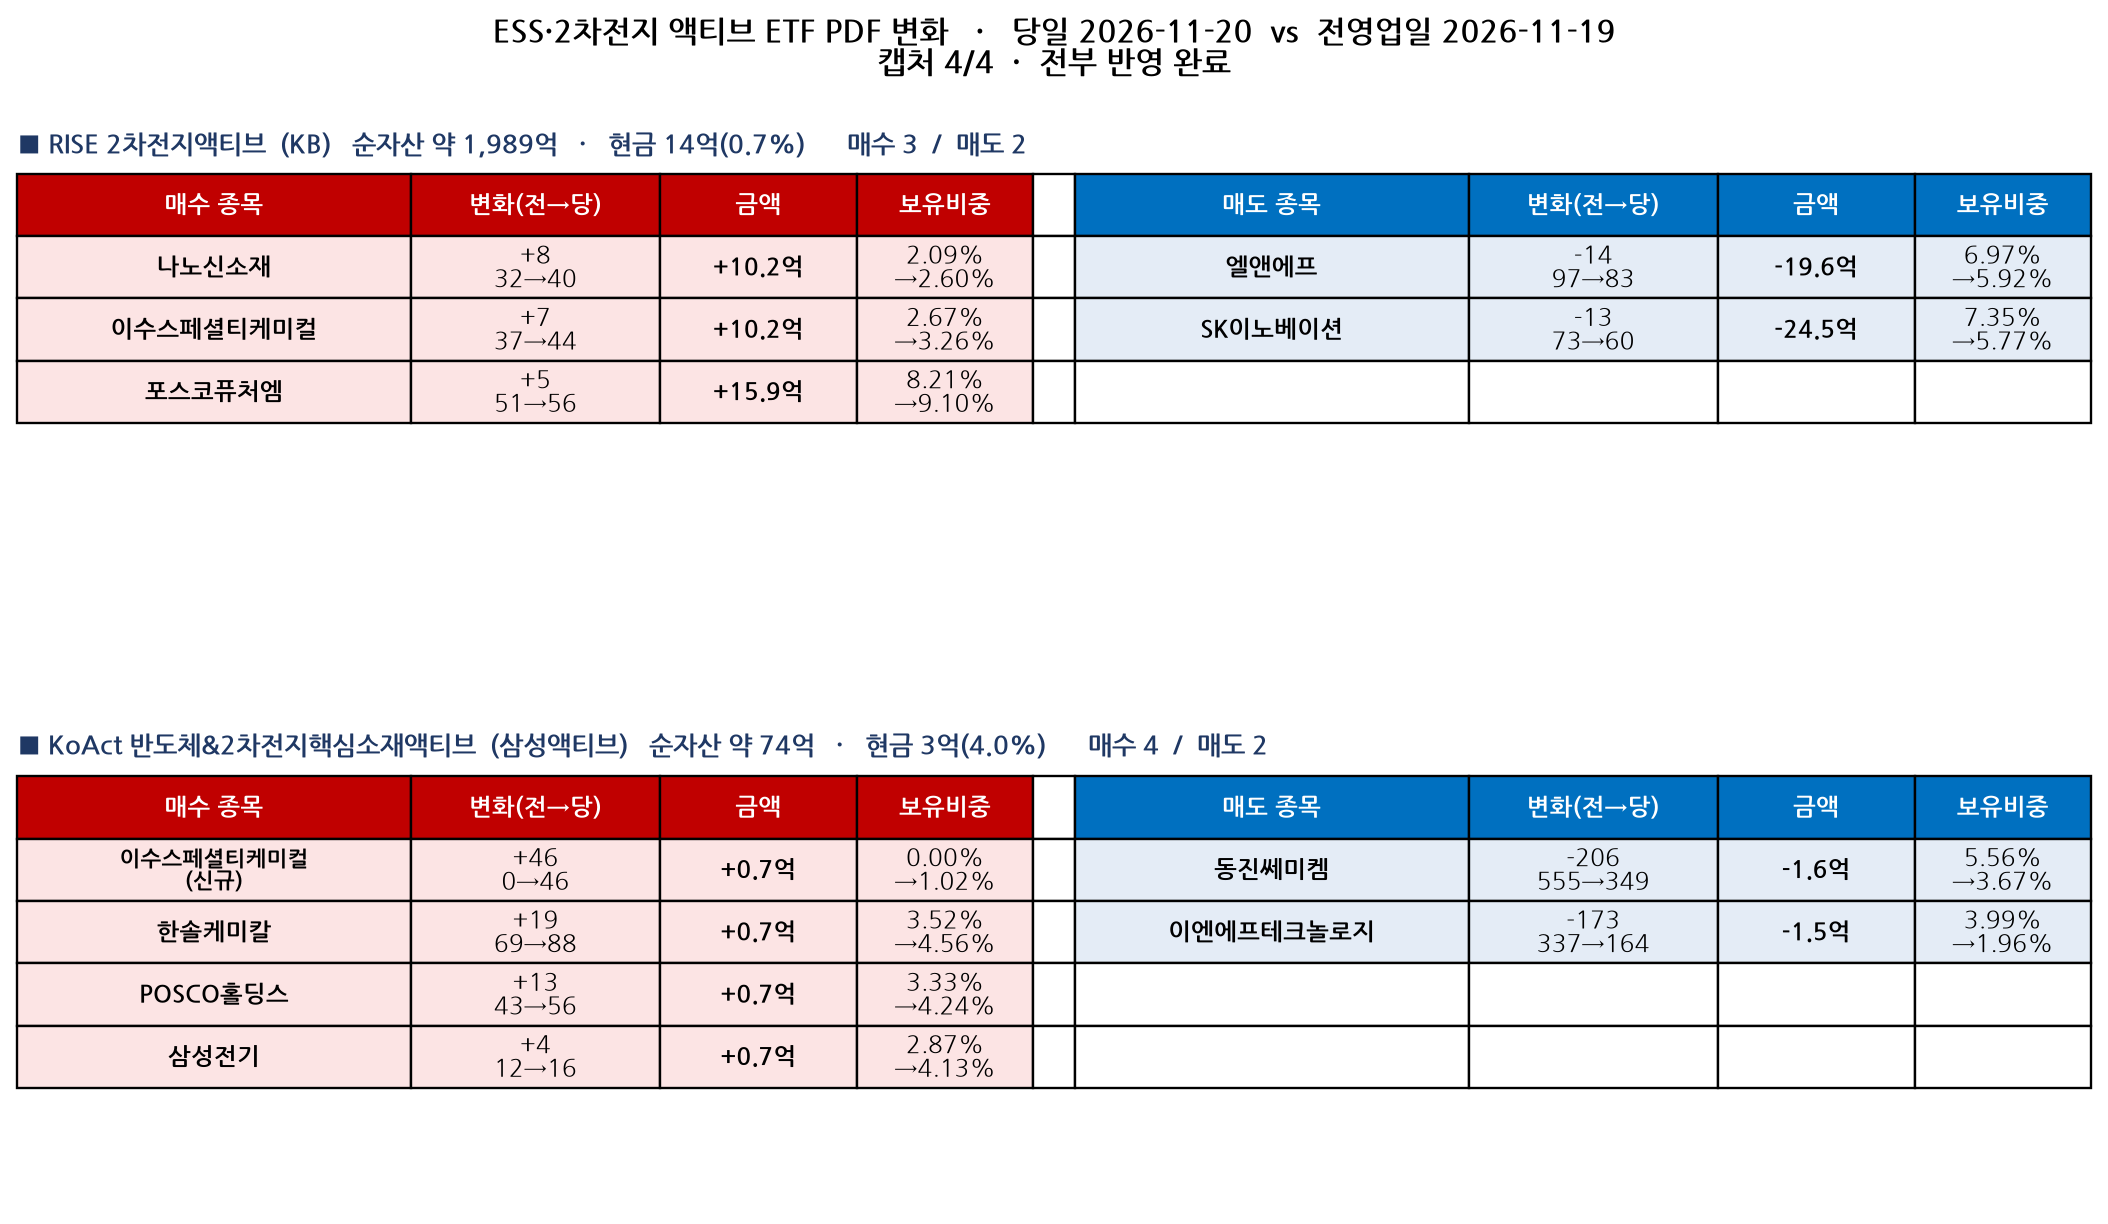 ESS·2차전지 액티브 ETF PDF 변화 · 당일 2026-11-20 vs 전영업일 2026-11-19
캡처 4/4 · 전부 반영 완료
■ RISE 2차전지액티브 (KB) 순자산 약 1,989억 · 현금 14억(0.7%) 매수 3 / 매도 2
매수 종목 변화(전→당) 금액 보유비중 매도 종목 변화(전→당) 금액 보유비중
나노신소재 +8 32→40 +10.2억 2.09% →2.60% 엘앤에프 -14 97→83 -19.6억 6.97% →5.92%
이수스페셜티케미컬 +7 37→44 +10.2억 2.67% →3.26% SK이노베이션 -13 73→60 -24.5억 7.35% →5.77%
포스코퓨처엠 +5 51→56 +15.9억 8.21% →9.10%
■ KoAct 반도체&2차전지핵심소재액티브 (삼성액티브) 순자산 약 74억 · 현금 3억(4.0%) 매수 4 / 매도 2
매수 종목 변화(전→당) 금액 보유비중 매도 종목 변화(전→당) 금액 보유비중
이수스페셜티케미컬 (신규) +46 0→46 +0.7억 0.00% →1.02% 동진쎄미켐 -206 555→349 -1.6억 5.56% →3.67%
한솔케미칼 +19 69→88 +0.7억 3.52% →4.56% 이엔에프테크놀로지 -173 337→164 -1.5억 3.99% →1.96%
POSCO홀딩스 +13 43→56 +0.7억 3.33% →4.24%
삼성전기 +4 12→16 +0.7억 2.87% →4.13%